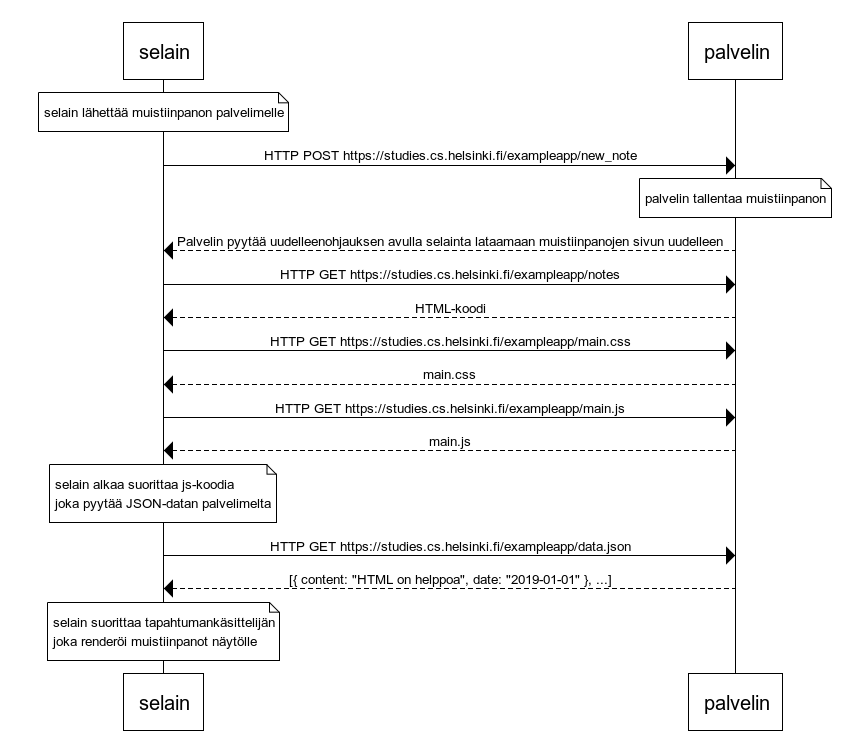 selain
palvelin
selain lähettää muistiinpanon palvelimelle
HTTP POST https://studies.cs.helsinki.fi/exampleapp/new_note
palvelin tallentaa muistiinpanon
Palvelin pyytää uudelleenohjauksen avulla selainta lataamaan muistiinpanojen sivun uudelleen
HTTP GET https://studies.cs.helsinki.fi/exampleapp/notes
HTML-koodi
HTTP GET https://studies.cs.helsinki.fi/exampleapp/main.css
main.css
HTTP GET https://studies.cs.helsinki.fi/exampleapp/main.js
main.js
selain alkaa suorittaa js-koodia
joka pyytää JSON-datan palvelimelta
HTTP GET https://studies.cs.helsinki.fi/exampleapp/data.json
[{ content: "HTML on helppoa", date: "2019-01-01" }, ...]
selain suorittaa tapahtumankäsittelijän
joka renderöi muistiinpanot näytölle
selain
palvelin